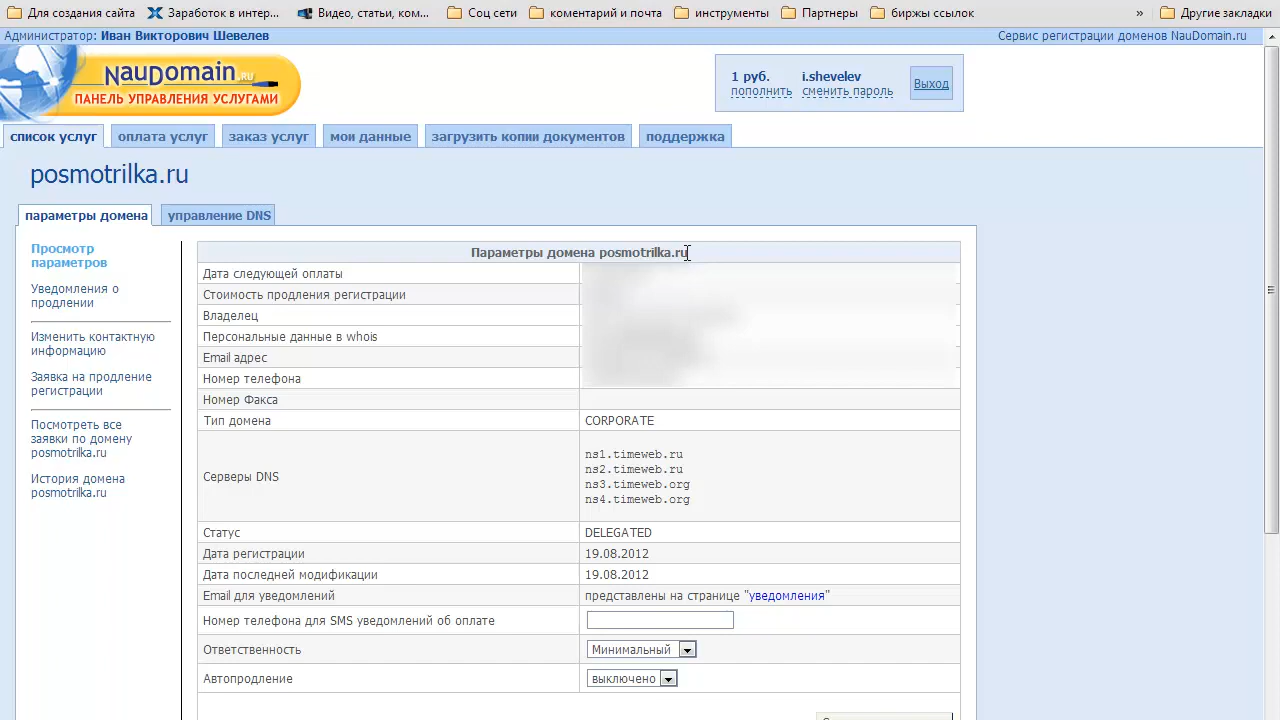 Для создания сайта Заработок в интер... Видео, статьи, ком... Соц сети коментарий и почта инструменты Партнеры биржы ссылок » Другие закладки
Администратор: Иван Викторович Шевелев Сервис регистрации доменов NauDomain.ru
NauDomain.ru
ПАНЕЛЬ УПРАВЛЕНИЯ УСЛУГАМИ
1 руб. i.shevelev
пополнить сменить пароль Выход
список услуг оплата услуг заказ услуг мои данные загрузить копии документов поддержка
posmotrilka.ru
параметры домена управление DNS
Просмотр
параметров
Уведомления о
продлении
Изменить контактную
информацию
Заявка на продление
регистрации
Посмотреть все
заявки по домену
posmotrilka.ru
История домена
posmotrilka.ru
Параметры домена posmotrilka.ru
Дата следующей оплаты
Стоимость продления регистрации
Владелец
Персональные данные в whois
Email адрес
Номер телефона
Номер Факса
Тип домена CORPORATE
Серверы DNS
ns1.timeweb.ru
ns2.timeweb.ru
ns3.timeweb.org
ns4.timeweb.org
Статус DELEGATED
Дата регистрации 19.08.2012
Дата последней модификации 19.08.2012
Email для уведомлений представлены на странице "уведомления"
Номер телефона для SMS уведомлений об оплате
Ответственность Минимальный
Автопродление выключено